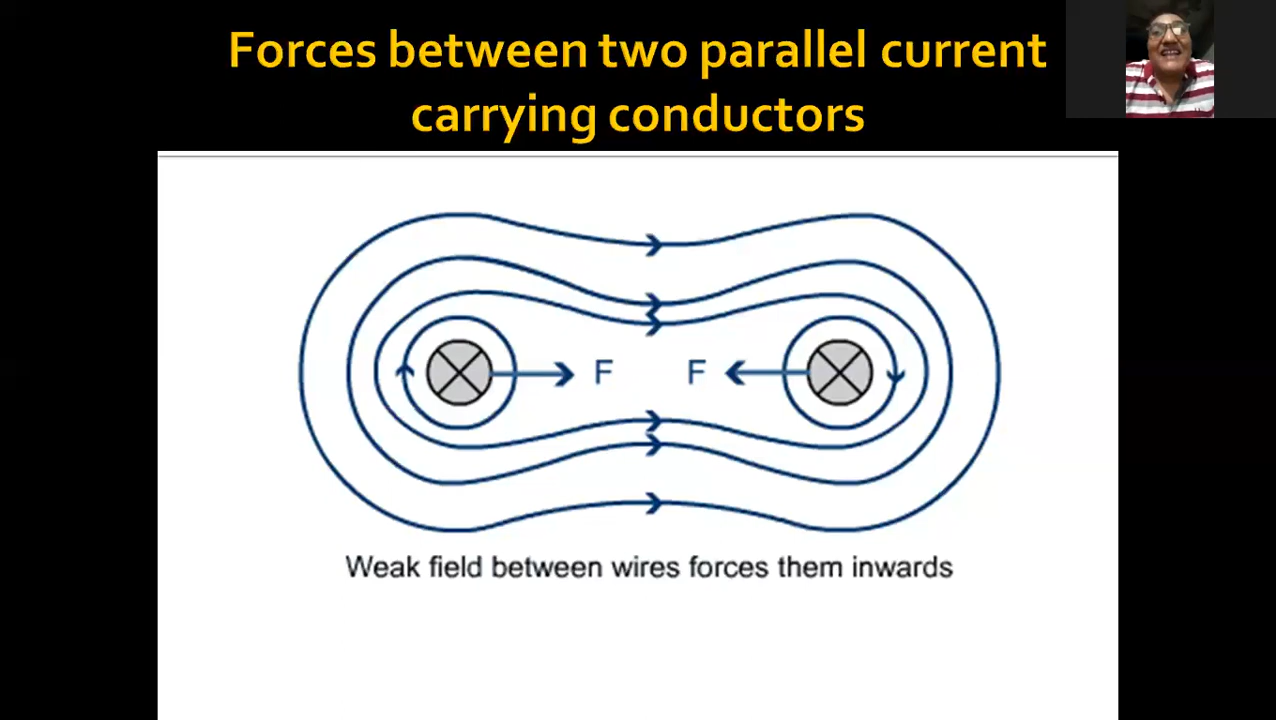 Forces between two parallel current
carrying conductors
F
F
Weak field between wires forces them inwards